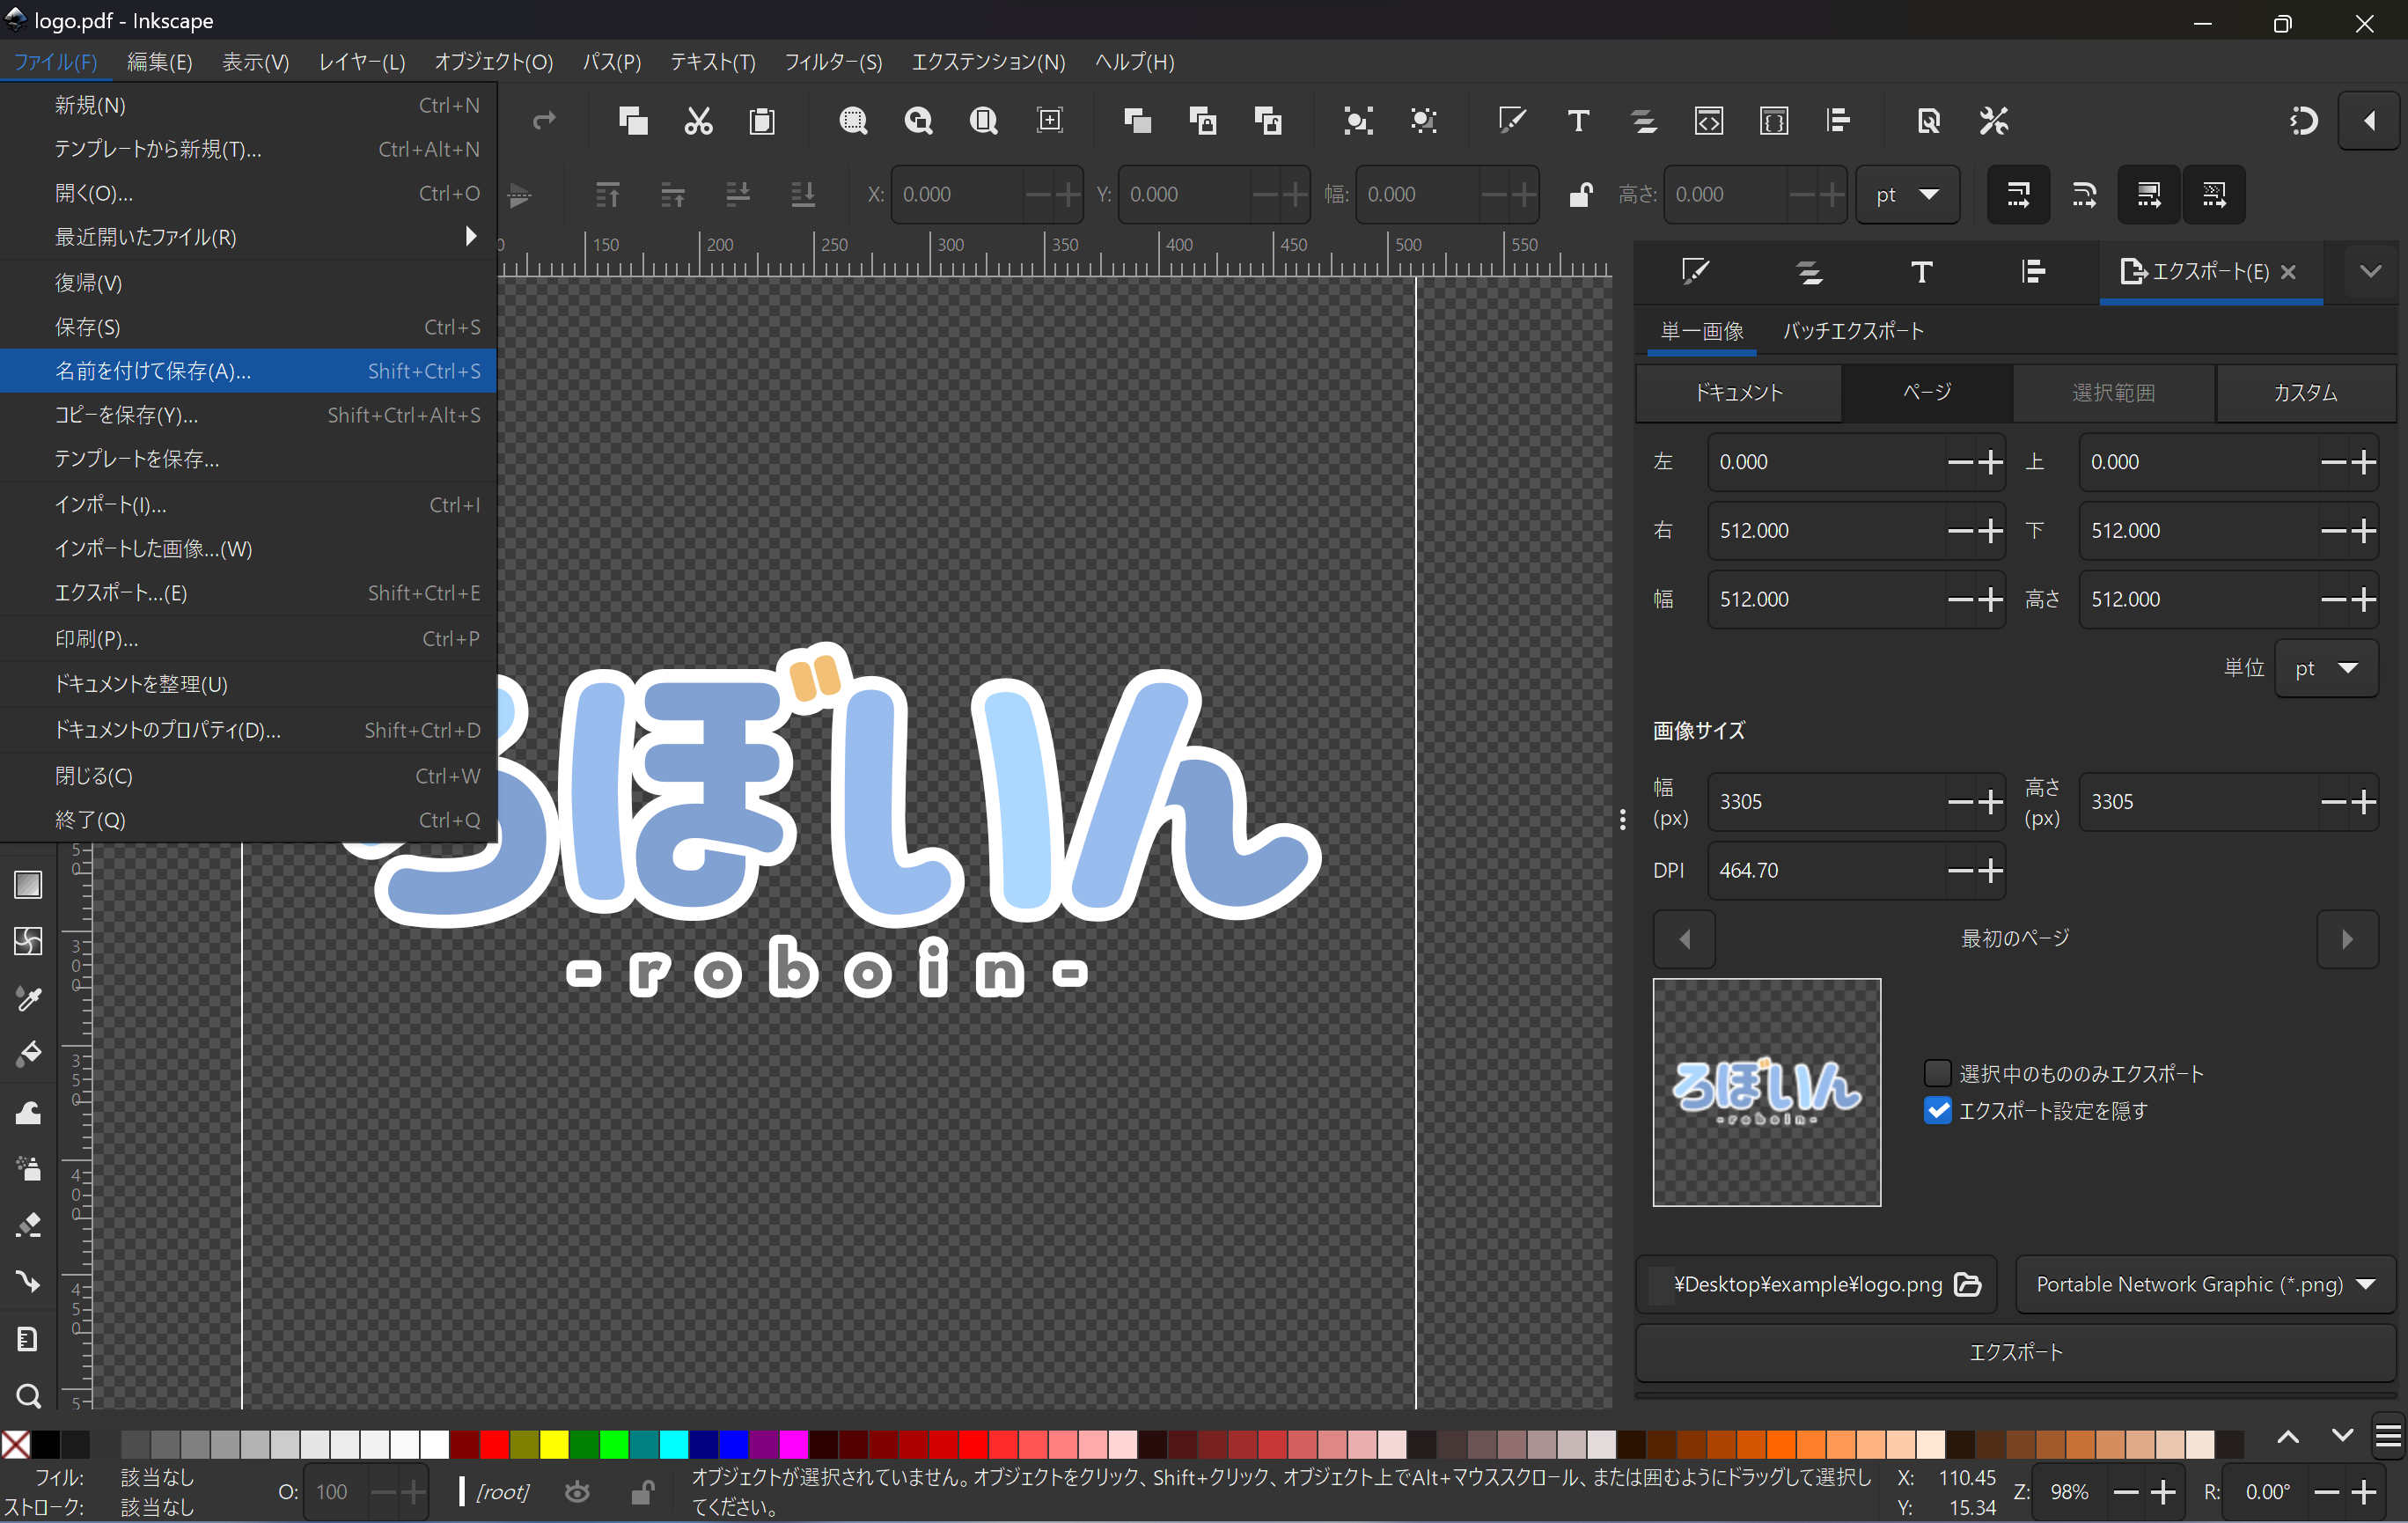 logo.pdf - Inkscape
ファイル(F) 編集(E) 表示(V) レイヤー(L) オブジェクト(O) パス(P) テキスト(T) フィルター(S) エクステンション(N) ヘルプ(H)
新規(N) Ctrl+N
テンプレートから新規(T)... Ctrl+Alt+N
開く(O)... Ctrl+O
最近開いたファイル(R)
復帰(V)
保存(S) Ctrl+S
名前を付けて保存(A)... Shift+Ctrl+S
コピーを保存(Y)... Shift+Ctrl+Alt+S
テンプレートを保存...
インポート(I)... Ctrl+I
インポートした画像...(W)
エクスポート...(E) Shift+Ctrl+E
印刷(P)... Ctrl+P
ドキュメントを整理(U)
ドキュメントのプロパティ(D)... Shift+Ctrl+D
閉じる(C) Ctrl+W
終了(Q) Ctrl+Q
X: 0.000 Y: 0.000 幅: 0.000 高さ: 0.000 pt
0 150 200 250 300 350 400 450 500 550
5 0 3 0 0 3 5 0 4 0 0 4 5 0 5
ろぼいん
- r o b o i n -
エクスポート(E)
単一画像 バッチエクスポート
ドキュメント ページ 選択範囲 カスタム
左 0.000 上 0.000
右 512.000 下 512.000
幅 512.000 高さ 512.000
単位 pt
画像サイズ
幅 (px) 3305 高さ (px) 3305
DPI 464.70
最初のページ
ろぼいん
- r o b o i n -
選択中のもののみエクスポート
エクスポート設定を隠す
¥Desktop¥example¥logo.png Portable Network Graphic (*.png)
エクスポート
フィル: 該当なし
ストローク: 該当なし
O: 100
[root]
オブジェクトが選択されていません。オブジェクトをクリック、Shift+クリック、オブジェクト上でAlt+マウススクロール、または囲むようにドラッグして選択し
てください。
X: 110.45
Y: 15.34
Z: 98% R: 0.00°